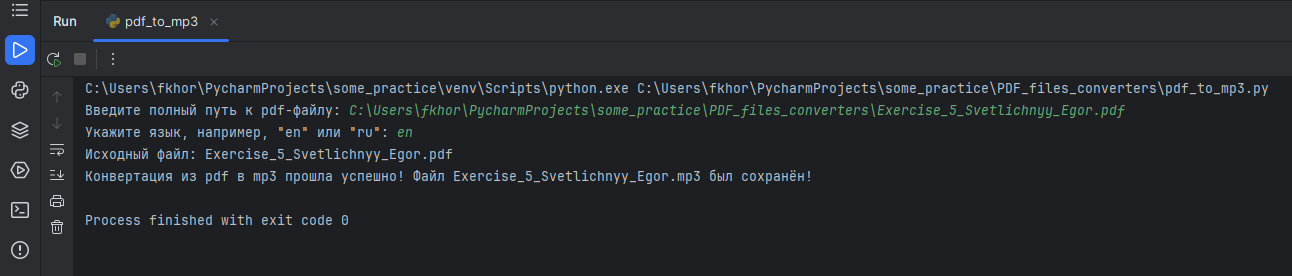 Run pdf_to_mp3
C:\Users\fkhor\PycharmProjects\some_practice\venv\Scripts\python.exe C:\Users\fkhor\PycharmProjects\some_practice\PDF_files_converters\pdf_to_mp3.py
Введите полный путь к pdf-файлу: C:\Users\fkhor\PycharmProjects\some_practice\PDF_files_converters\Exercise_5_Svetlichnyy_Egor.pdf
Укажите язык, например, "en" или "ru": en
Исходный файл: Exercise_5_Svetlichnyy_Egor.pdf
Конвертация из pdf в mp3 прошла успешно! Файл Exercise_5_Svetlichnyy_Egor.mp3 был сохранён!
Process finished with exit code 0